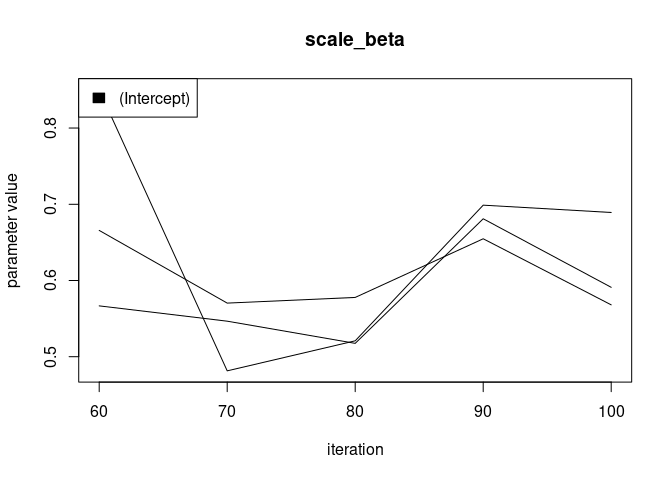 scale_beta
(Intercept)
parameter value
0.8
0.7
0.6
0.5
60 70 80 90 100
iteration